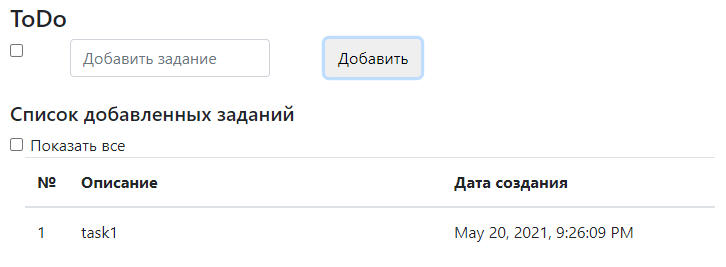 ToDo
Добавить задание Добавить
Список добавленных заданий
Показать все
№ Описание Дата создания
1 task1 May 20, 2021, 9:26:09 PM